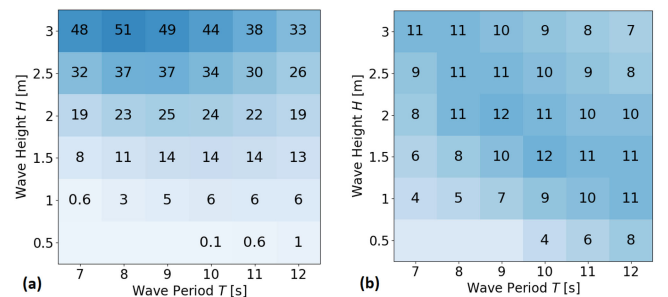 3 48 51 49 44 38 33
2.5 32 37 37 34 30 26
2 19 23 25 24 22 19
1.5 8 11 14 14 14 13
1 0.6 3 5 6 6 6
0.5 0.1 0.6 1
7 8 9 10 11 12
Wave Height H [m]
Wave Period T [s]
(a)
3 11 11 10 9 8 7
2.5 9 11 11 10 9 8
2 8 11 12 11 10 10
1.5 6 8 10 12 11 11
1 4 5 7 9 10 11
0.5 4 6 8
7 8 9 10 11 12
Wave Height H [m]
Wave Period T [s]
(b)